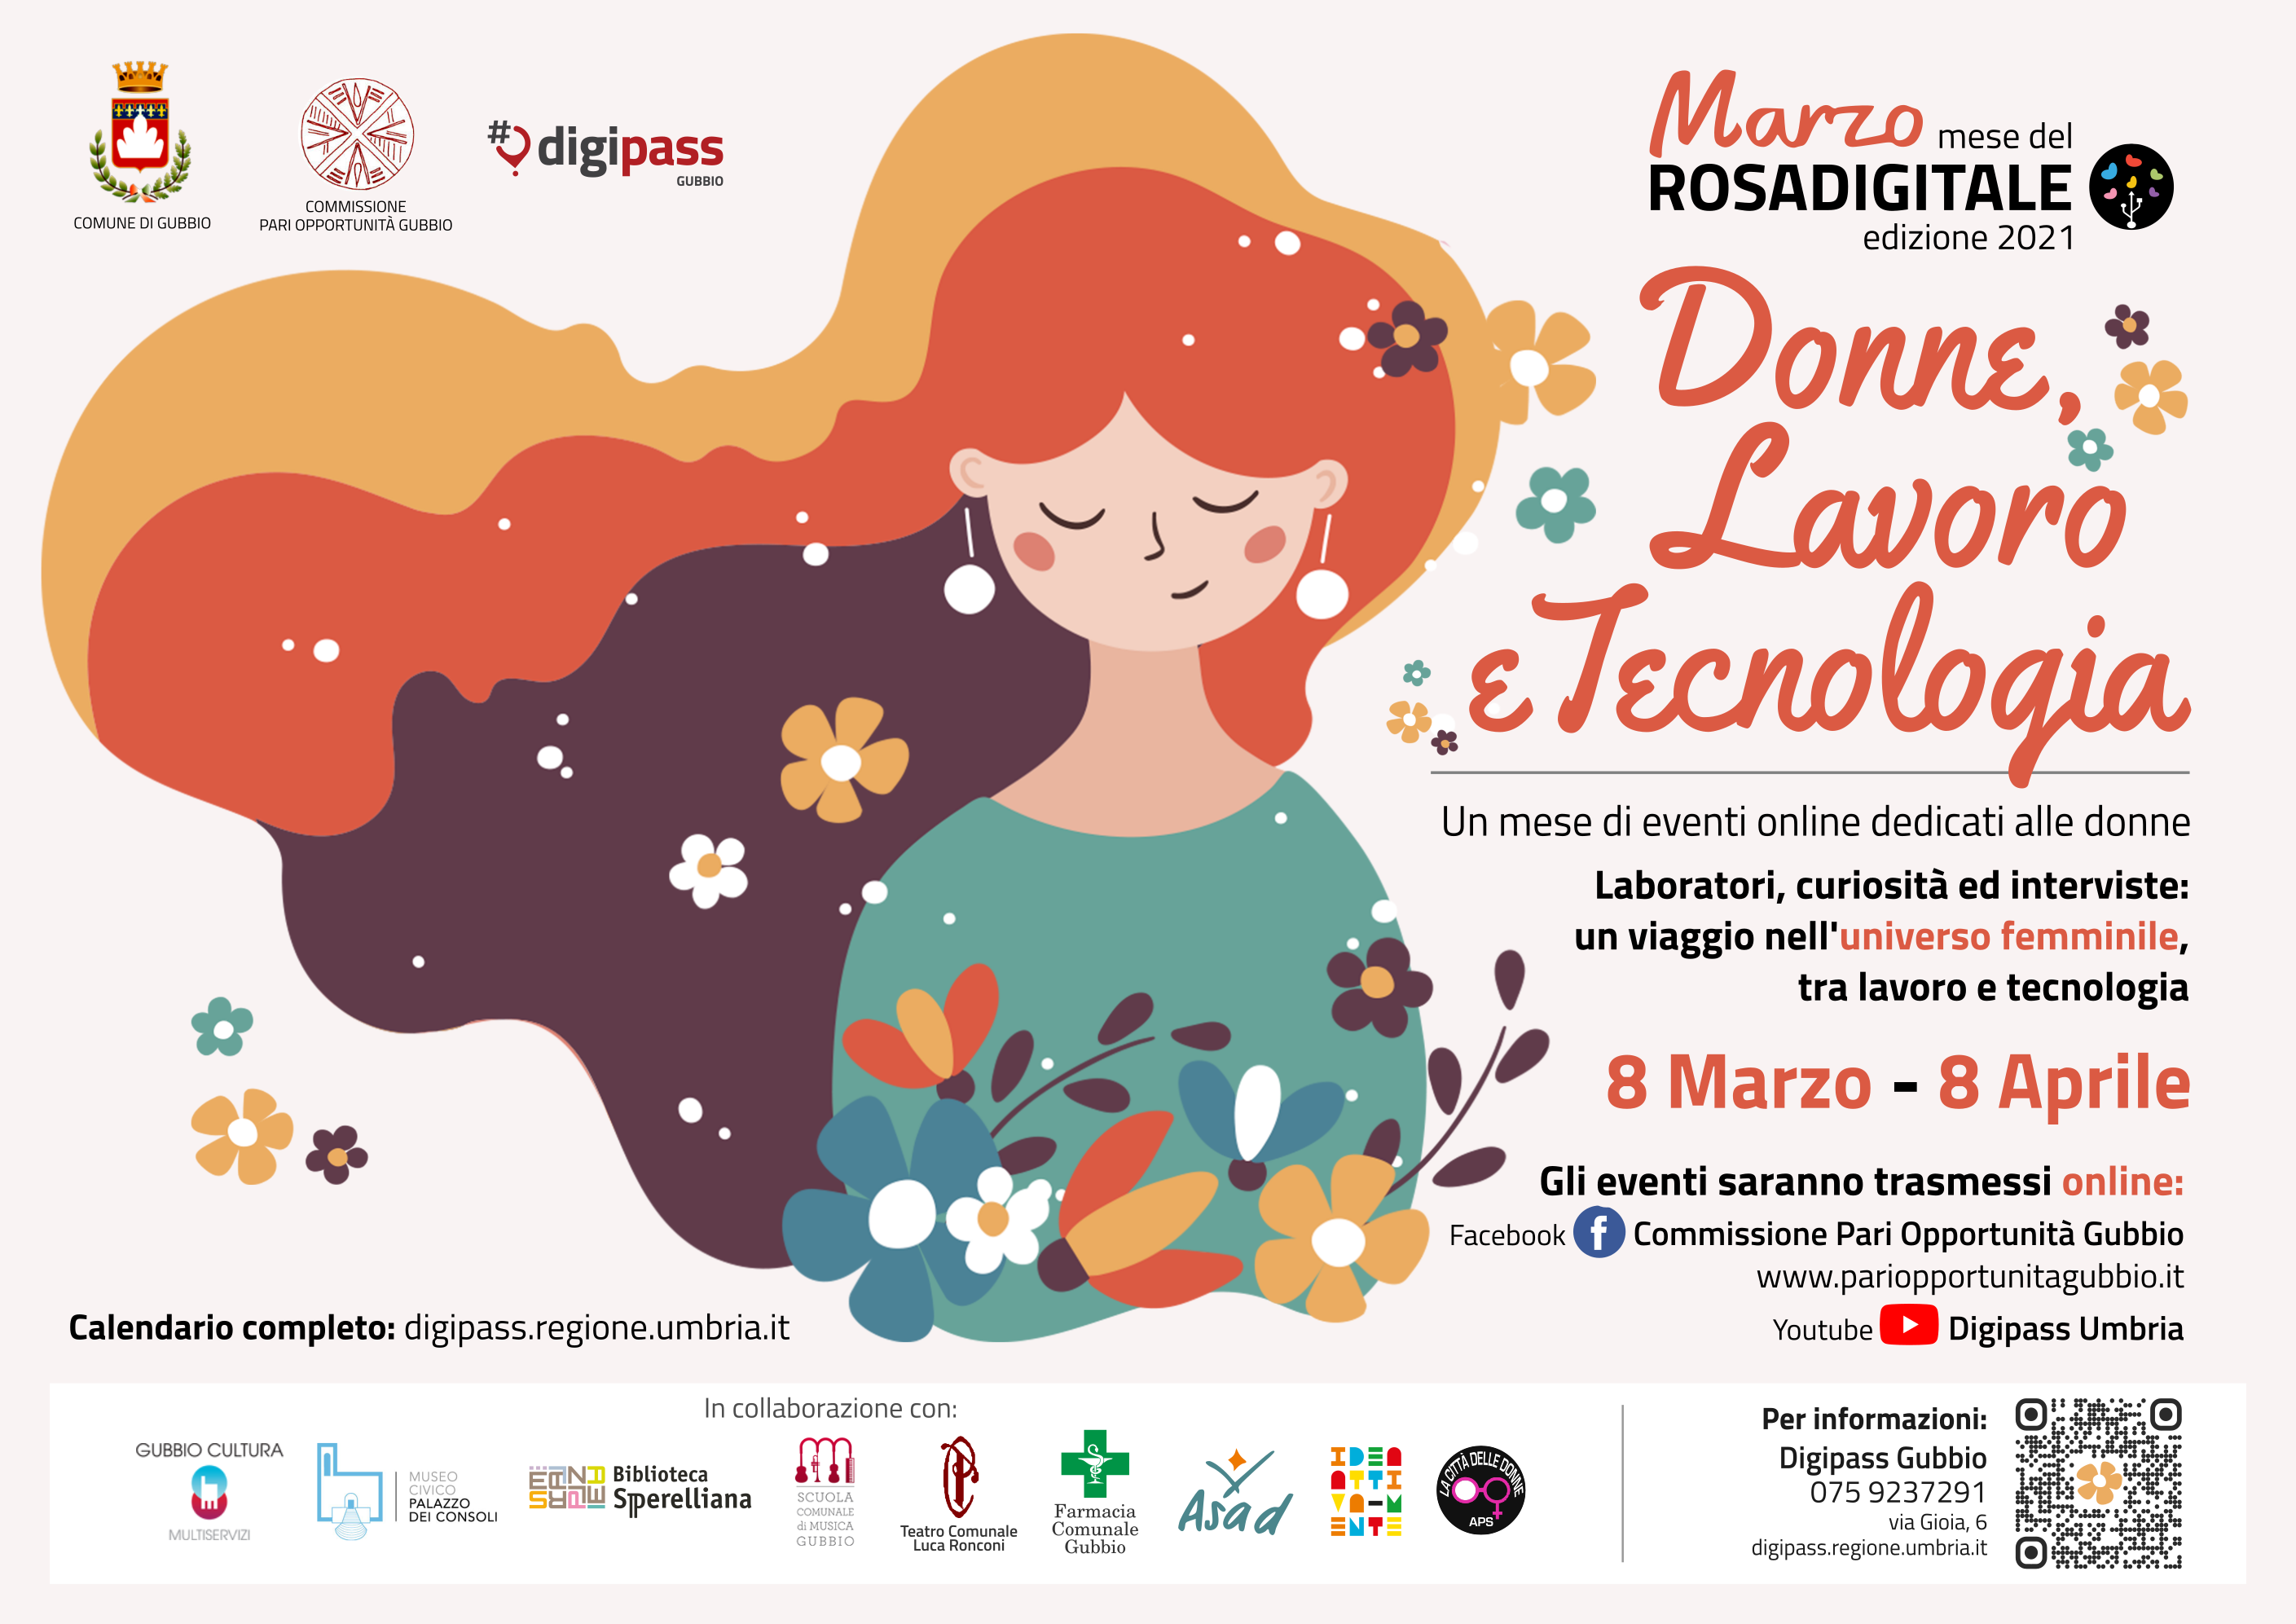 COMUNE DI GUBBIO
COMMISSIONE
PARI OPPORTUNITÀ GUBBIO
#digipass
GUBBIO
Marzo mese del
ROSADIGITALE
edizione 2021
Donne,
Lavoro
e Tecnologia
Un mese di eventi online dedicati alle donne
Laboratori, curiosità ed interviste:
un viaggio nell'universo femminile,
tra lavoro e tecnologia
8 Marzo - 8 Aprile
Gli eventi saranno trasmessi online:
Facebook f Commissione Pari Opportunità Gubbio
www.pariopportunitagubbio.it
Youtube Digipass Umbria
Calendario completo: digipass.regione.umbria.it
In collaborazione con:
GUBBIO CULTURA
MULTISERVIZI
MUSEO
CIVICO
PALAZZO
DEI CONSOLI
Biblioteca
Sperelliana
SCUOLA
COMUNALE
di MUSICA
GUBBIO
Teatro Comunale
Luca Ronconi
Farmacia
Comunale
Gubbio
Asad
IDEA
ATTI
VA-M
ENTE
LA CITTÀ DELLE DONNE
APS
Per informazioni:
Digipass Gubbio
075 9237291
via Gioia, 6
digipass.regione.umbria.it